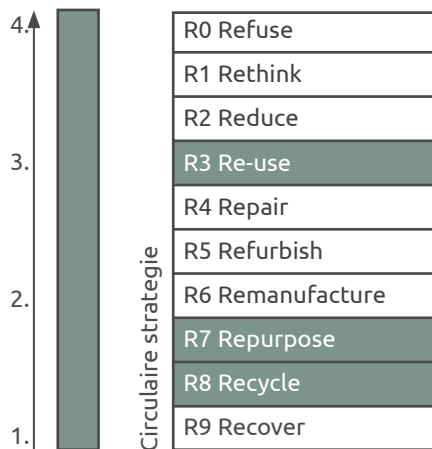 4.
3.
2.
1.
Circulaire strategie
R0 Refuse
R1 Rethink
R2 Reduce
R3 Re-use
R4 Repair
R5 Refurbish
R6 Remanufacture
R7 Repurpose
R8 Recycle
R9 Recover